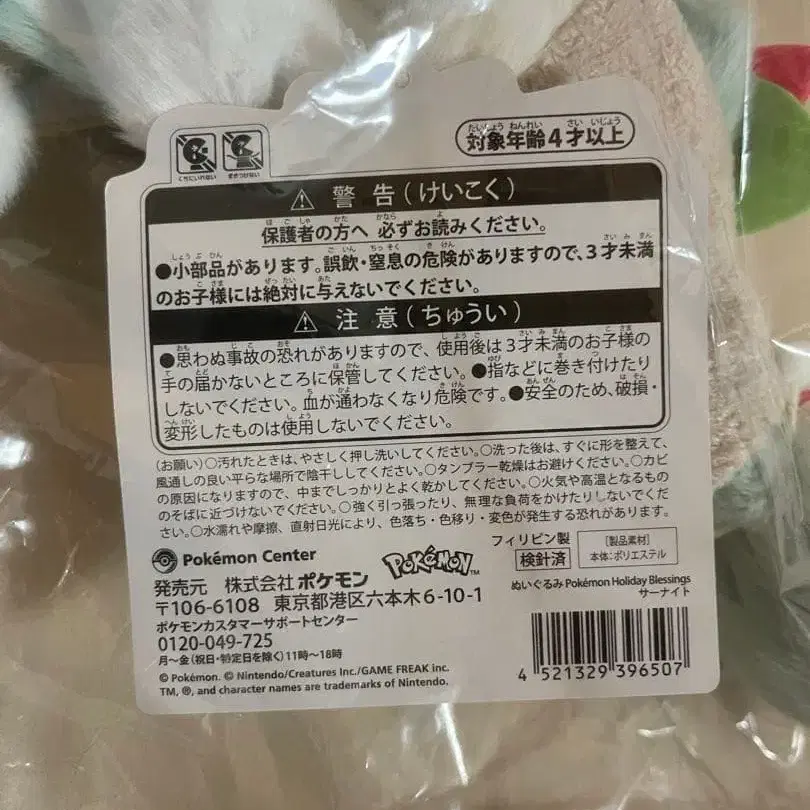 対象年齢4才以上
くちにいれない
まきつけない
警告(けいこく)
保護者の方へ 必ずお読みください。
●小部品があります。誤飲・窒息の危険がありますので、3才未満
のお子様には絶対に与えないでください。
注意(ちゅうい)
●思わぬ事故の恐れがありますので、使用後は3才未満のお子様の
手の届かないところに保管してください。●指などに巻き付けたり
しないでください。血が通わなくなり危険です。●安全のため、破損・
変形したものは使用しないでください。
(お願い)○汚れたときは、やさしく押し洗いしてください。○洗った後は、すぐに形を整えて、
風通しの良い平らな場所で陰干ししてください。○タンブラー乾燥はお避けください。○カビ
の原因になりますので、中までしっかりとよく乾かしてください。○火気や高温となるもの
のそばに近づけないでください。○強く引っ張ったり、無理な負荷をかけたりしないでくだ
さい。○水濡れや摩擦、直射日光により、色落ち・色移り・変色が発生する恐れがあります。
Pokémon Center
POKéMON TM
フィリピン製
検針済
[製品素材]
本体:ポリエステル
発売元 株式会社ポケモン
〒106-6108 東京都港区六本木6-10-1
ポケモンカスタマーサポートセンター
0120-049-725
月~金(祝日・特定日を除く)11時~18時
ぬいぐるみ Pokémon Holiday Blessings
サーナイト
© Pokémon. © Nintendo/Creatures Inc./GAME FREAK inc.
TM, ®, and character names are trademarks of Nintendo.
4 521329 396507